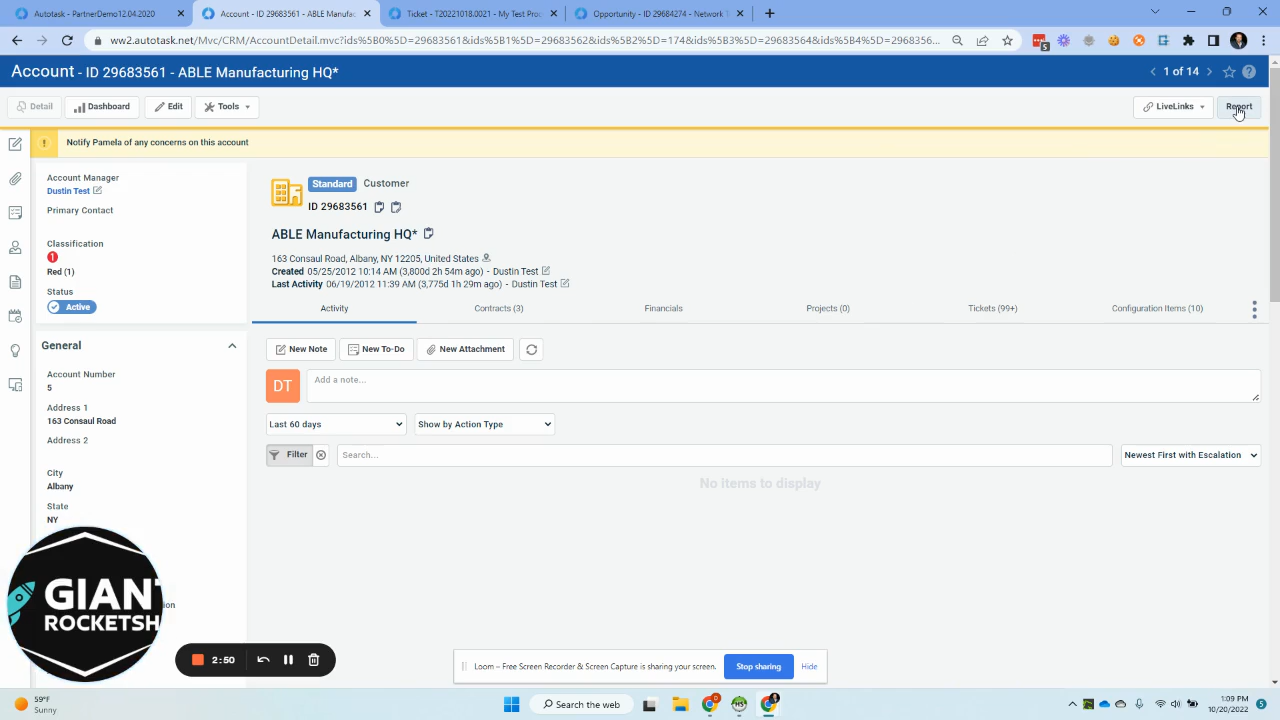 Autotask - PartnerDemo12.04.2020
Account - ID 29683561 - ABLE Manufac
Ticket - T20221018.0021 - My Test Proc
Opportunity - ID 29684274 - Network T
ww2.autotask.net/Mvc/CRM/AccountDetail.mvc?ids%5B0%5D=29683561&ids%5B1%5D=29683562&ids%5B2%5D=174&ids%5B3%5D=29683564&ids%5B4%5D=296836...
5
Account - ID 29683561 - ABLE Manufacturing HQ*
1 of 14
Detail
Dashboard
Edit
Tools
LiveLinks
Report
Notify Pamela of any concerns on this account
Account Manager
Dustin Test
Primary Contact
Classification
1
Red (1)
Status
Active
General
Account Number
5
Address 1
163 Consaul Road
Address 2
City
Albany
State
NY
Standard Customer
ID 29683561
ABLE Manufacturing HQ*
163 Consaul Road, Albany, NY 12205, United States
Created 05/25/2012 10:14 AM (3,800d 2h 54m ago) - Dustin Test
Last Activity 06/19/2012 11:39 AM (3,775d 1h 29m ago) - Dustin Test
Activity
Contracts (3)
Financials
Projects (0)
Tickets (99+)
Configuration Items (10)
New Note
New To-Do
New Attachment
DT
Add a note...
Last 60 days
Show by Action Type
Filter
Search...
Newest First with Escalation
No items to display
GIANT
ROCKETSH
2:50
Loom – Free Screen Recorder & Screen Capture is sharing your screen.
Stop sharing
Hide
59°F
Sunny
Search the web
1:09 PM
10/20/2022
5